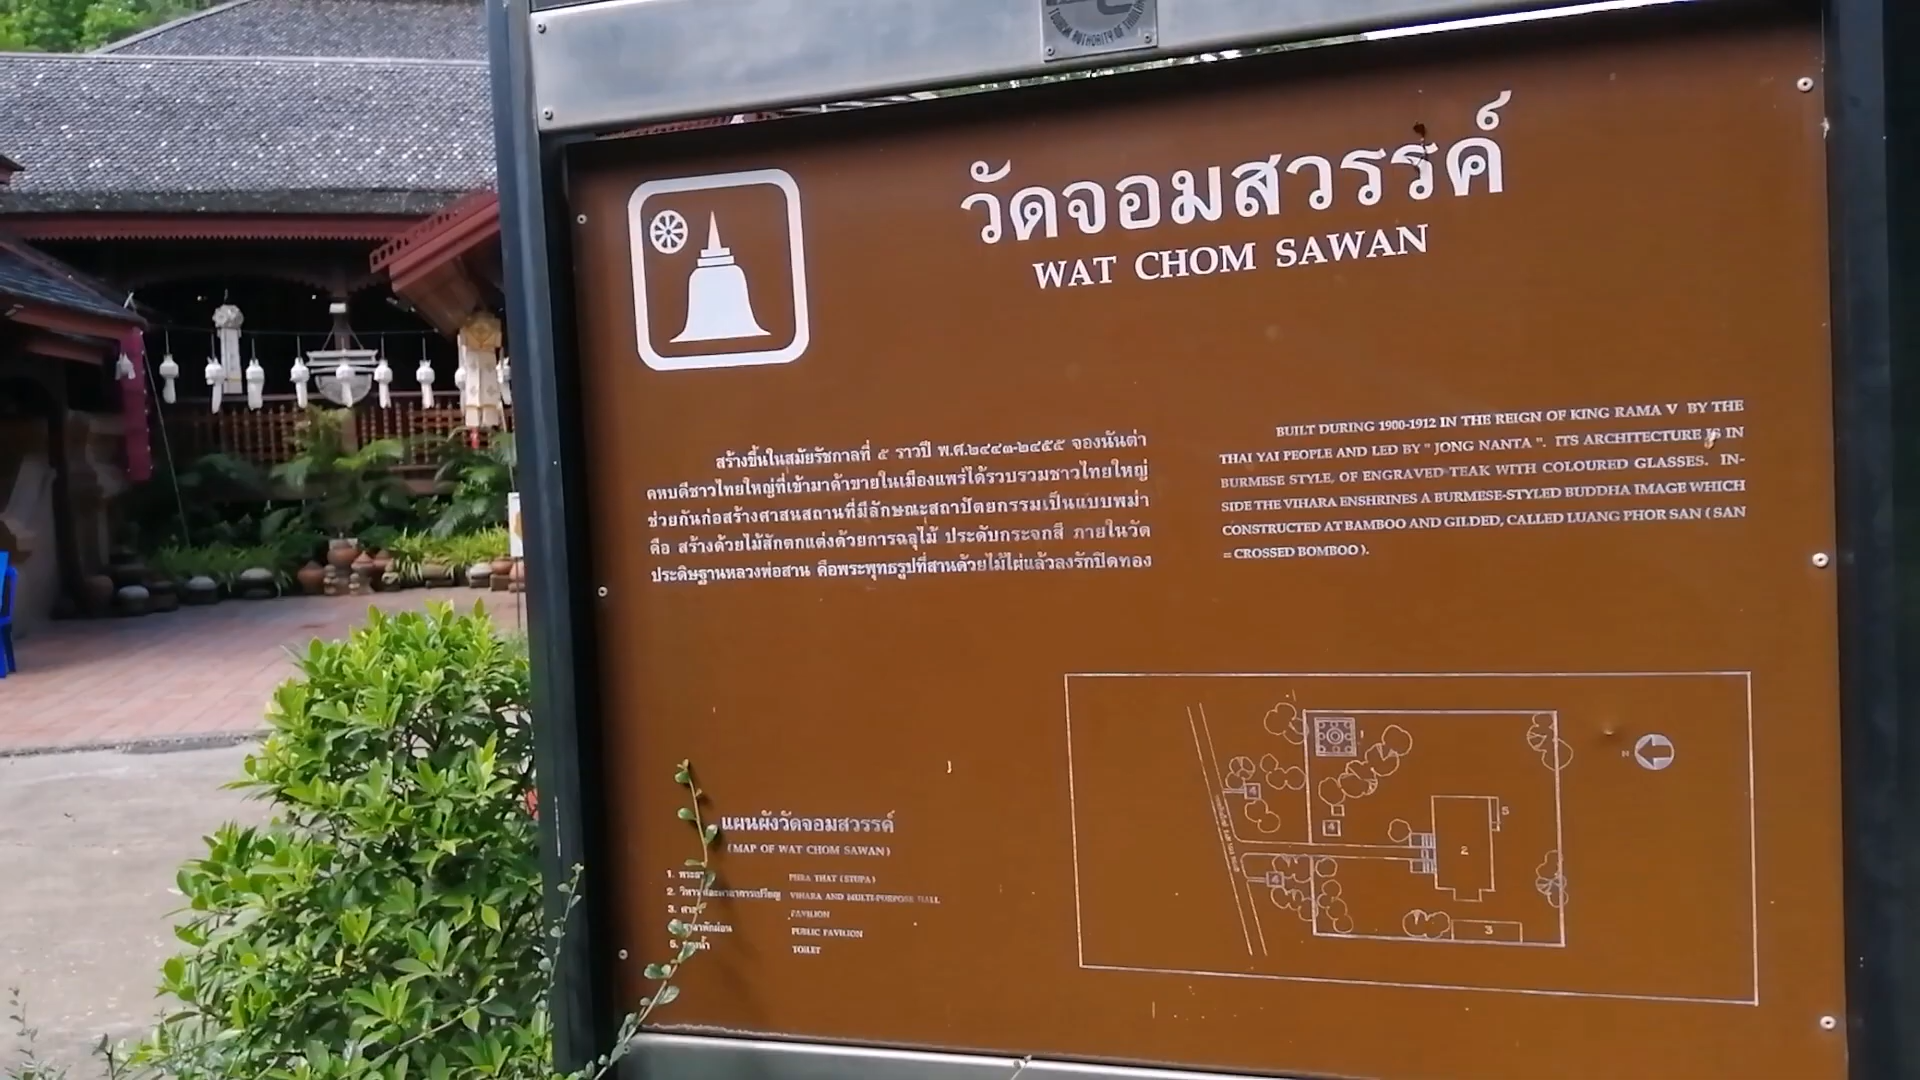 TOURISM AUTHORITY OF THAILAND
วัดจอมสวรรค์
WAT CHOM SAWAN
สร้างขึ้นในสมัยรัชกาลที่ ๕ ราวปี พ.ศ.๒๔๔๓-๒๔๕๕ จองนันต๋า
คหบดีชาวไทยใหญ่ที่เข้ามาค้าขายในเมืองแพร่ได้รวบรวมชาวไทยใหญ่
ช่วยกันก่อสร้างศาสนสถานที่มีลักษณะสถาปัตยกรรมเป็นแบบพม่า
คือ สร้างด้วยไม้สักตกแต่งด้วยการฉลุไม้ ประดับกระจกสี ภายในวัด
ประดิษฐานหลวงพ่อสาน คือพระพุทธรูปที่สานด้วยไม้ไผ่แล้วลงรักปิดทอง
BUILT DURING 1900-1912 IN THE REIGN OF KING RAMA V BY THE
THAI YAI PEOPLE AND LED BY " JONG NANTA ". ITS ARCHITECTURE IS IN
BURMESE STYLE, OF ENGRAVED TEAK WITH COLOURED GLASSES. IN-
SIDE THE VIHARA ENSHRINES A BURMESE-STYLED BUDDHA IMAGE WHICH
CONSTRUCTED AT BAMBOO AND GILDED, CALLED LUANG PHOR SAN ( SAN
= CROSSED BOMBOO ).
แผนผังวัดจอมสวรรค์
( MAP OF WAT CHOM SAWAN )
1. PHRA THAT ( STUPA )
2. VIHARA AND MULTI-PURPOSE HALL
3. PAVILION
PUBLIC PAVILION
5. TOILET
1
N
4
5
4
2
4
3